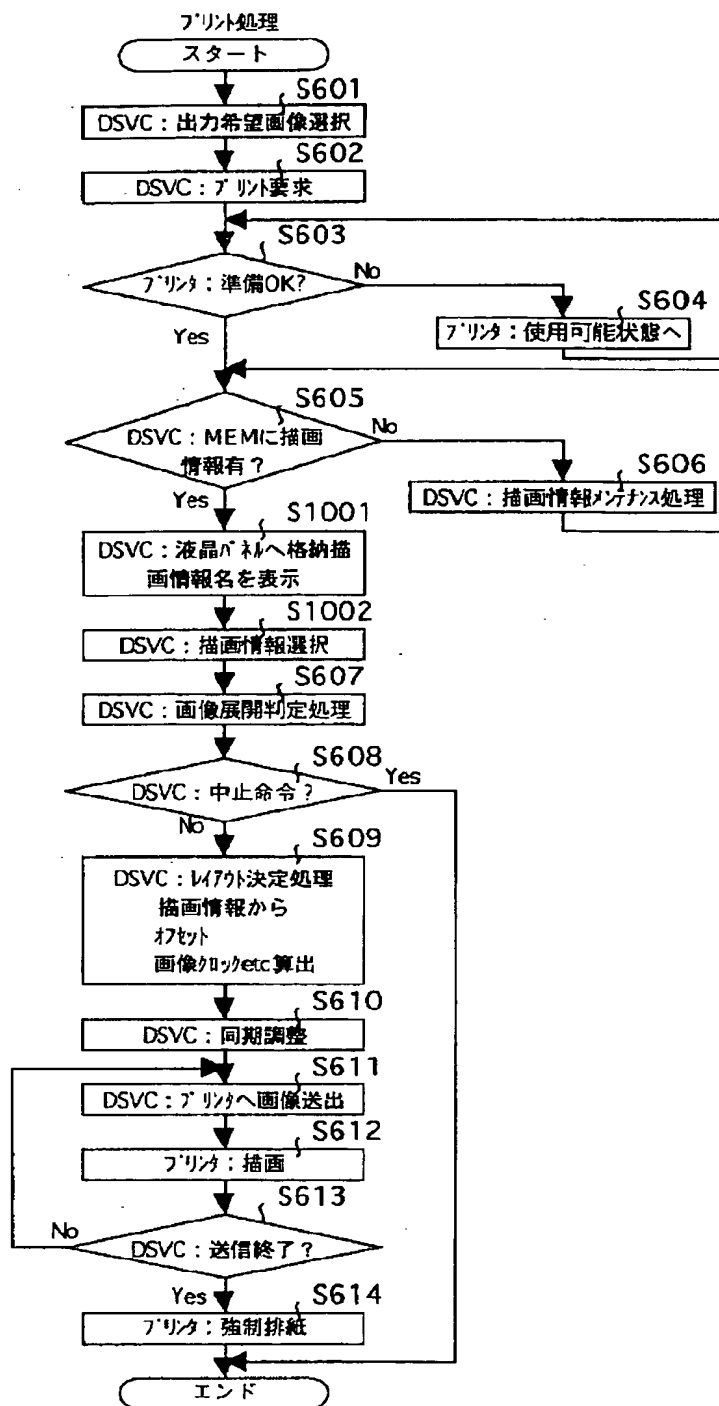 プリント処理
スタート
S601
DSVC：出力希望画像選択
S602
DSVC：プリント要求
S603
プリンタ：準備OK?
No
Yes
S604
プリンタ：使用可能状態へ
S605
DSVC：MEMに描画
情報有？
No
Yes
S606
DSVC：描画情報メンテナンス処理
S1001
DSVC：液晶パネルへ格納描
画情報名を表示
S1002
DSVC：描画情報選択
S607
DSVC：画像展開判定処理
S608
DSVC：中止命令？
Yes
No
S609
DSVC：レイアウト決定処理
描画情報から
オフセット
画像クロックetc算出
S610
DSVC：同期調整
S611
DSVC：プリンタへ画像送出
S612
プリンタ：描画
S613
No
DSVC：送信終了？
Yes
S614
プリンタ：強制排紙
エンド